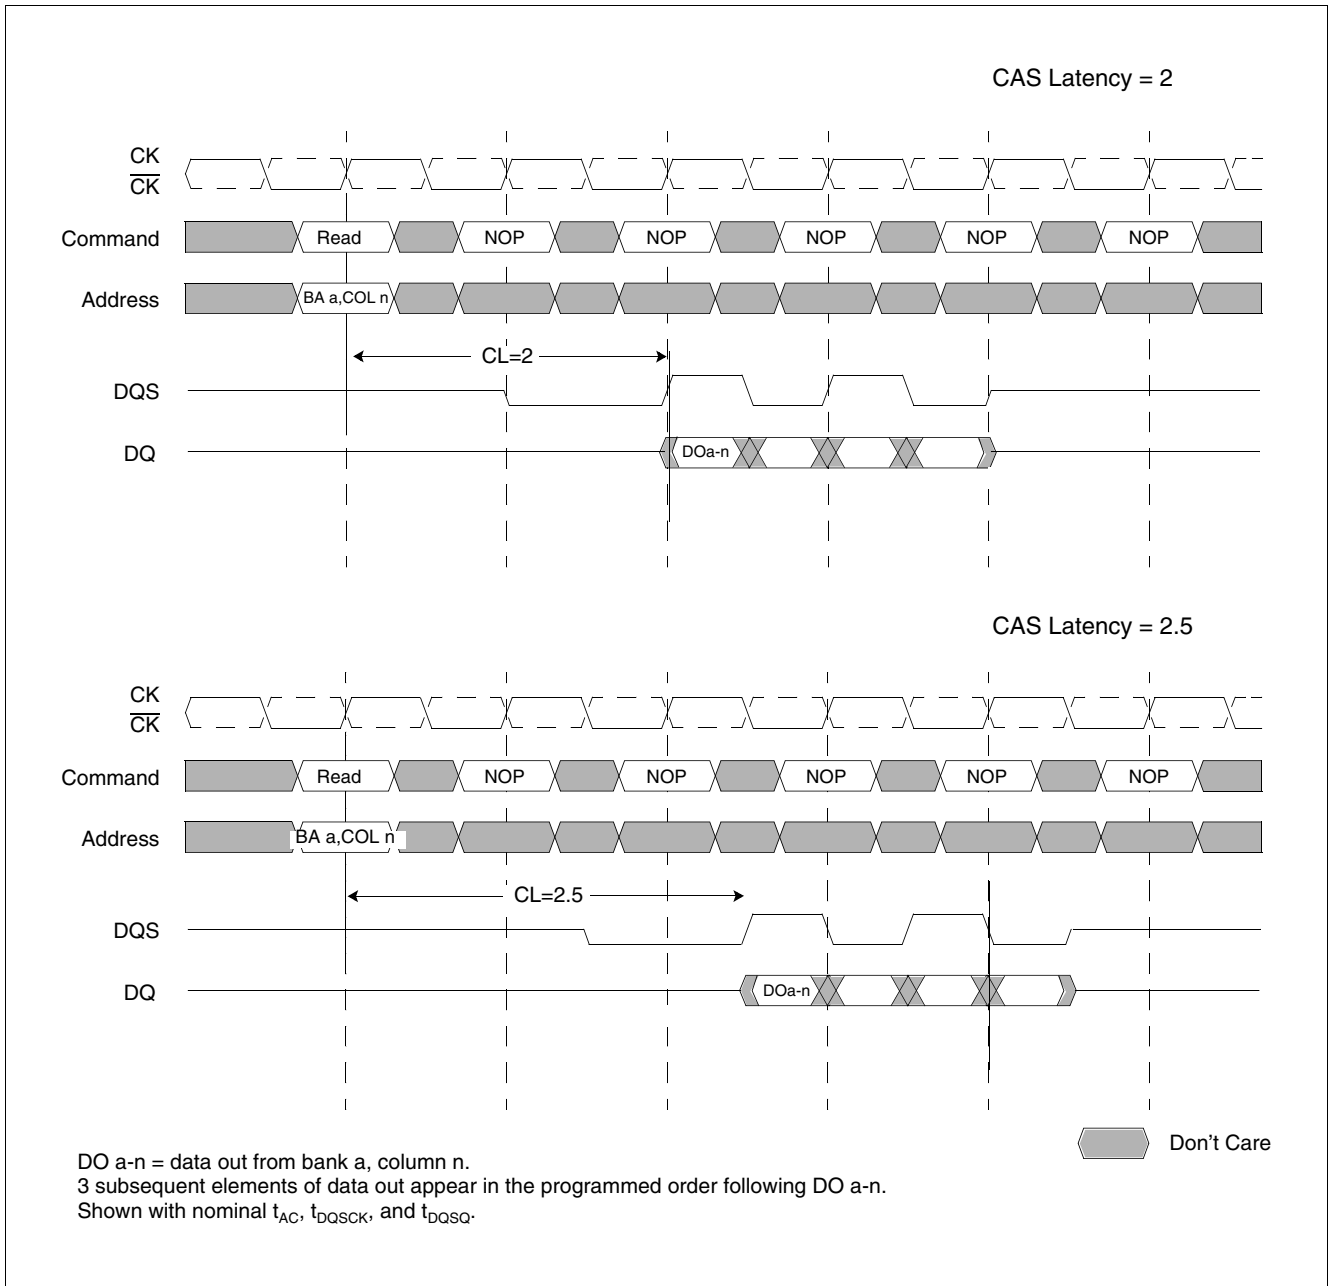 CAS Latency = 2
CK
CK
Command Read NOP NOP NOP NOP NOP
Address BA a,COL n
CL=2
DQS
DQ DOa-n
CAS Latency = 2.5
CK
CK
Command Read NOP NOP NOP NOP NOP
Address BA a,COL n
CL=2.5
DQS
DQ DOa-n
Don't Care
DO a-n = data out from bank a, column n.
3 subsequent elements of data out appear in the programmed order following DO a-n.
Shown with nominal tAC, tDQSCK, and tDQSQ.